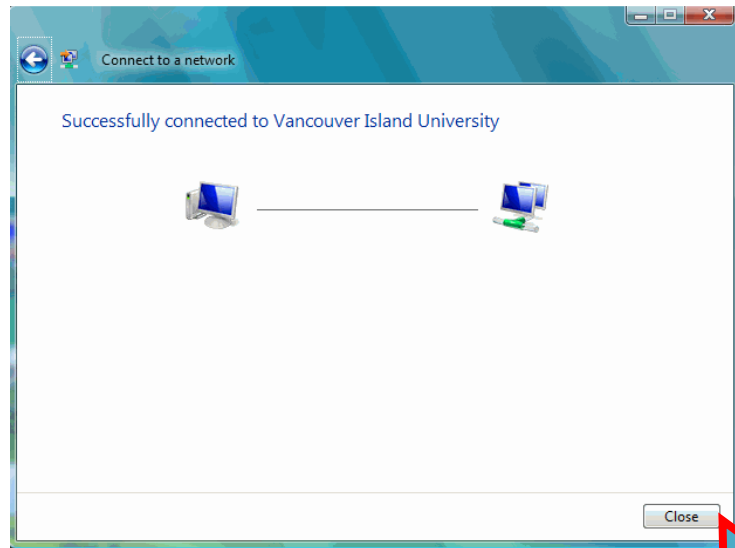 Connect to a network
Successfully connected to Vancouver Island University
Close